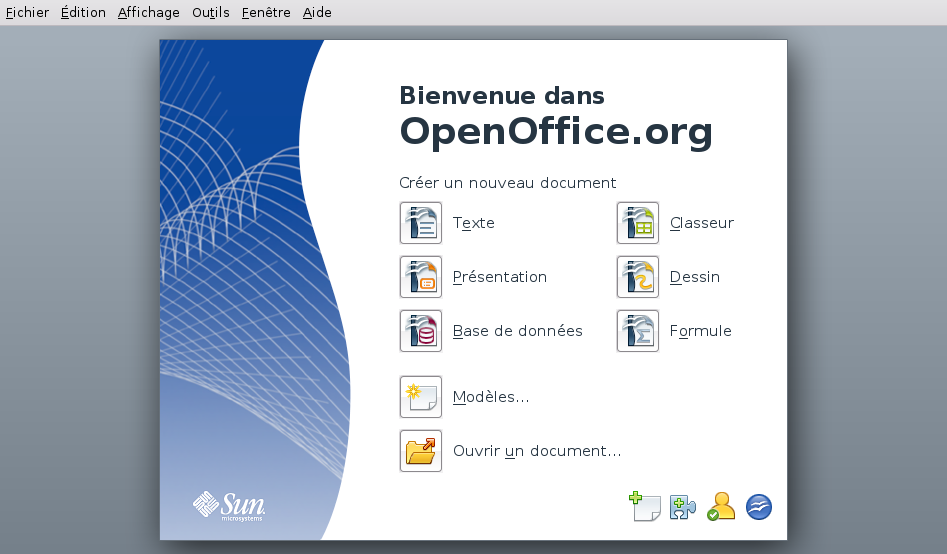 Fichier Édition Affichage Outils Fenêtre Aide
Bienvenue dans
OpenOffice.org
Créer un nouveau document
Texte Classeur
Présentation Dessin
Base de données Formule
Modèles...
Ouvrir un document...
Sun
microsystems